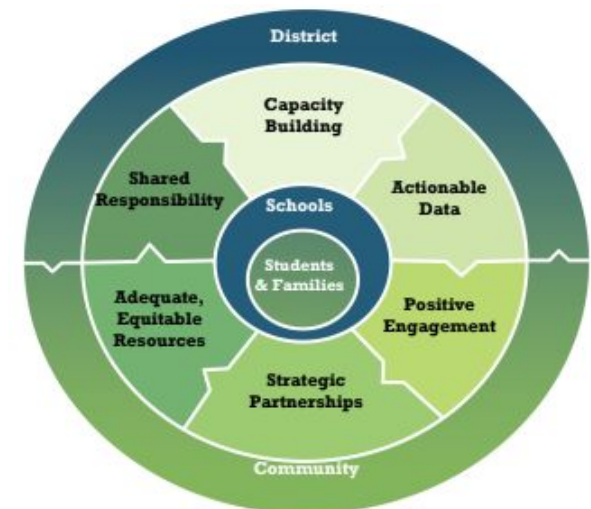 District
Capacity
Building
Shared
Responsibility
Actionable
Data
Schools
Students
& Families
Adequate,
Equitable
Resources
Positive
Engagement
Strategic
Partnerships
Community